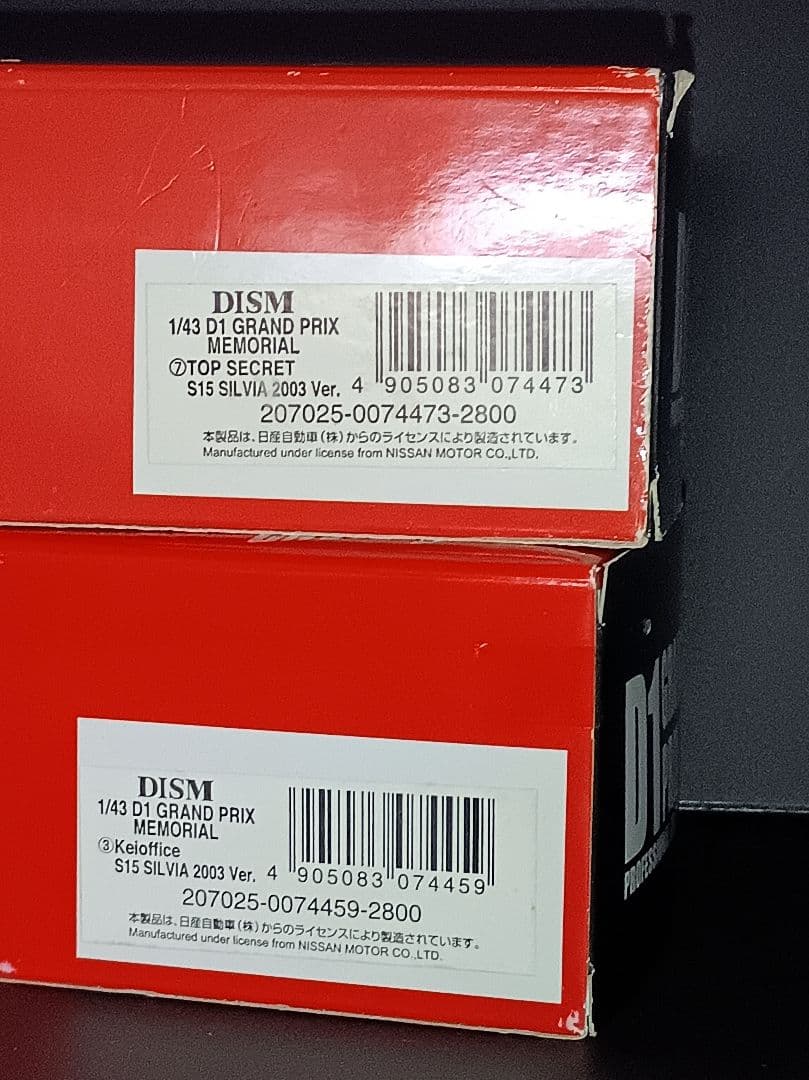 DISM
1/43 D1 GRAND PRIX
MEMORIAL
⑦TOP SECRET
S15 SILVIA 2003 Ver.
4 905083 074473
207025-0074473-2800
本製品は、日産自動車(株)からのライセンスにより製造されています。
Manufactured under license from NISSAN MOTOR CO.,LTD.
DISM
1/43 D1 GRAND PRIX
MEMORIAL
③Keioffice
S15 SILVIA 2003 Ver.
4 905083 074459
207025-0074459-2800
本製品は、日産自動車(株)からのライセンスにより製造されています。
Manufactured under license from NISSAN MOTOR CO.,LTD.
D1